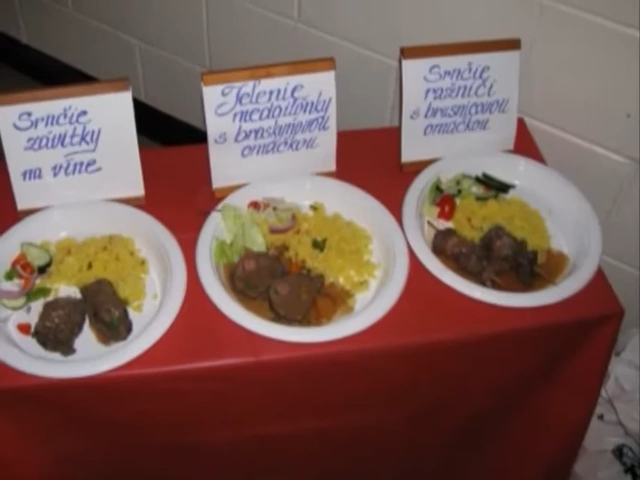 Srnčie
závitky
na víne
Jelenie
medailónky
s broskyňovou
omáčkou
Srnčie
ražniči
s brusnicovou
omáčkou